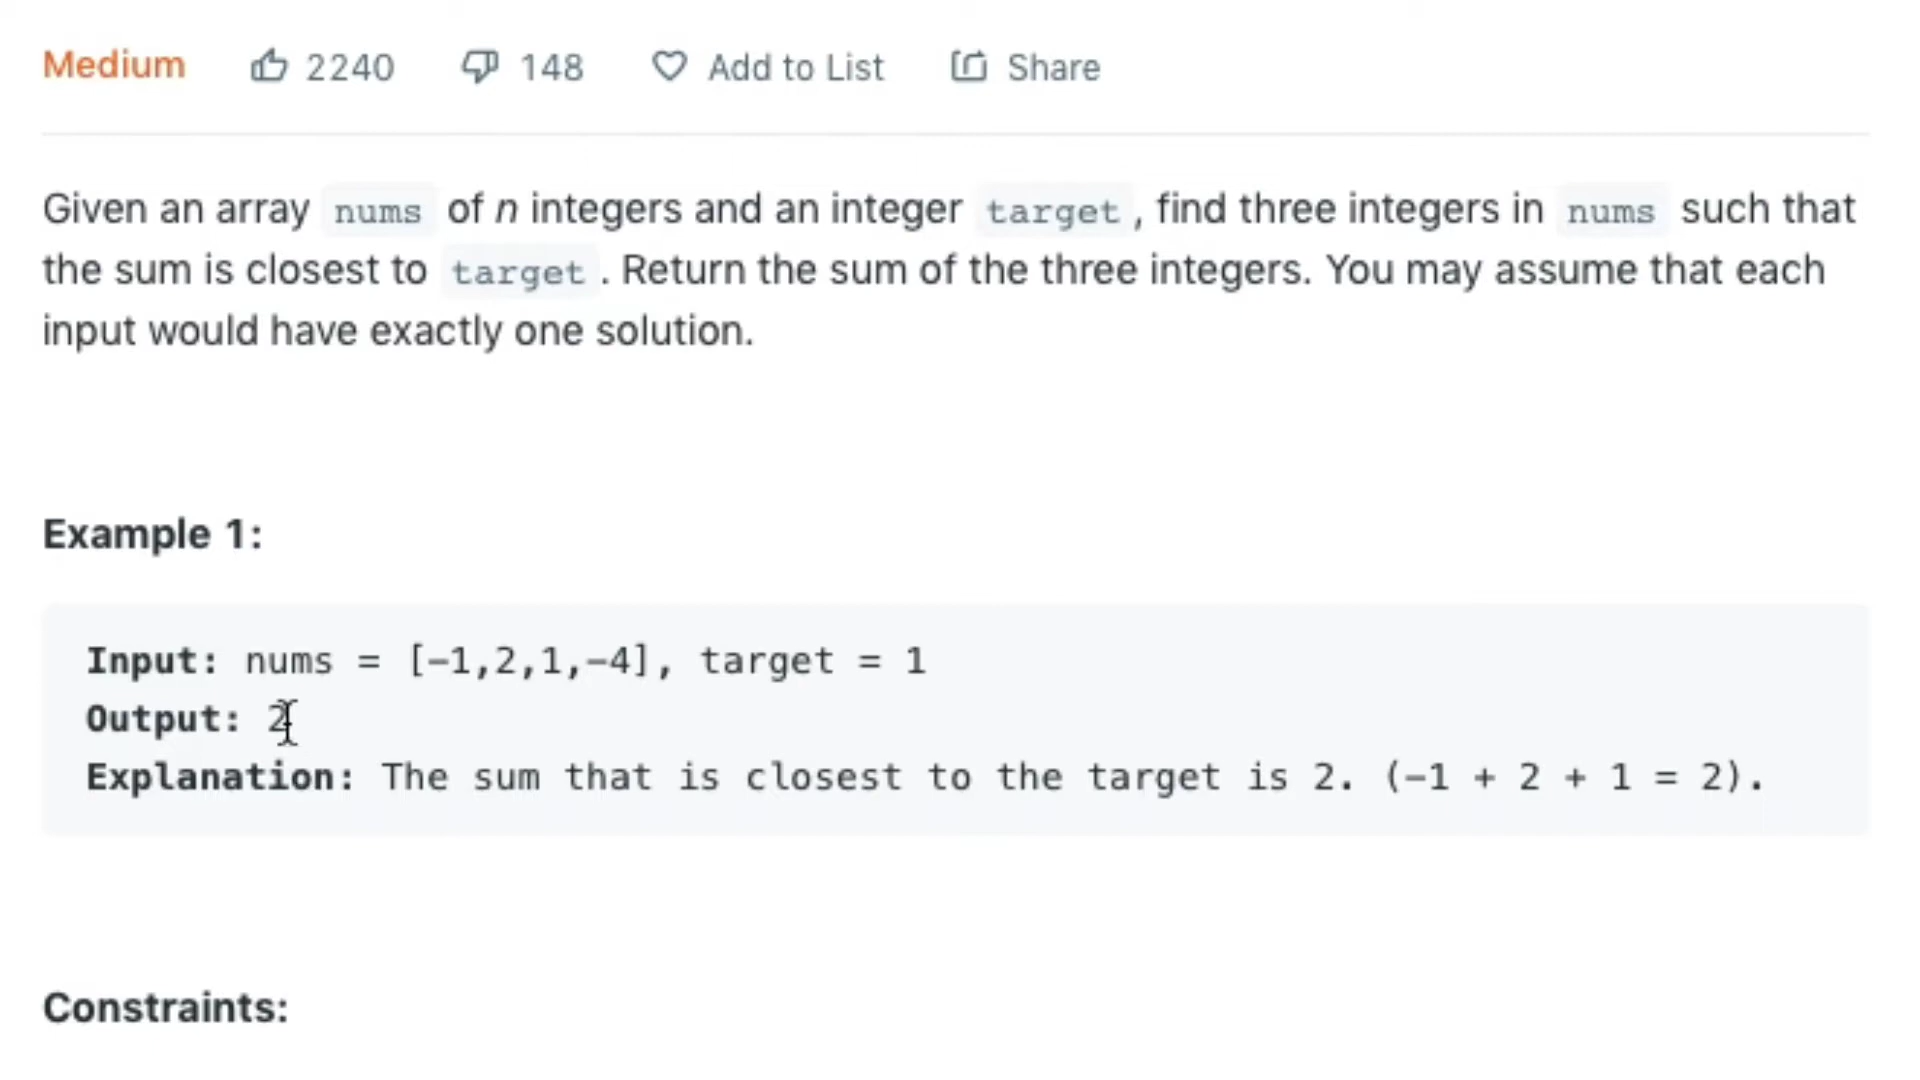 Medium 2240 148 Add to List Share
Given an array nums of n integers and an integer target, find three integers in nums such that
the sum is closest to target. Return the sum of the three integers. You may assume that each
input would have exactly one solution.
Example 1:
Input: nums = [-1,2,1,-4], target = 1
Output: 2
Explanation: The sum that is closest to the target is 2. (-1 + 2 + 1 = 2).
Constraints: